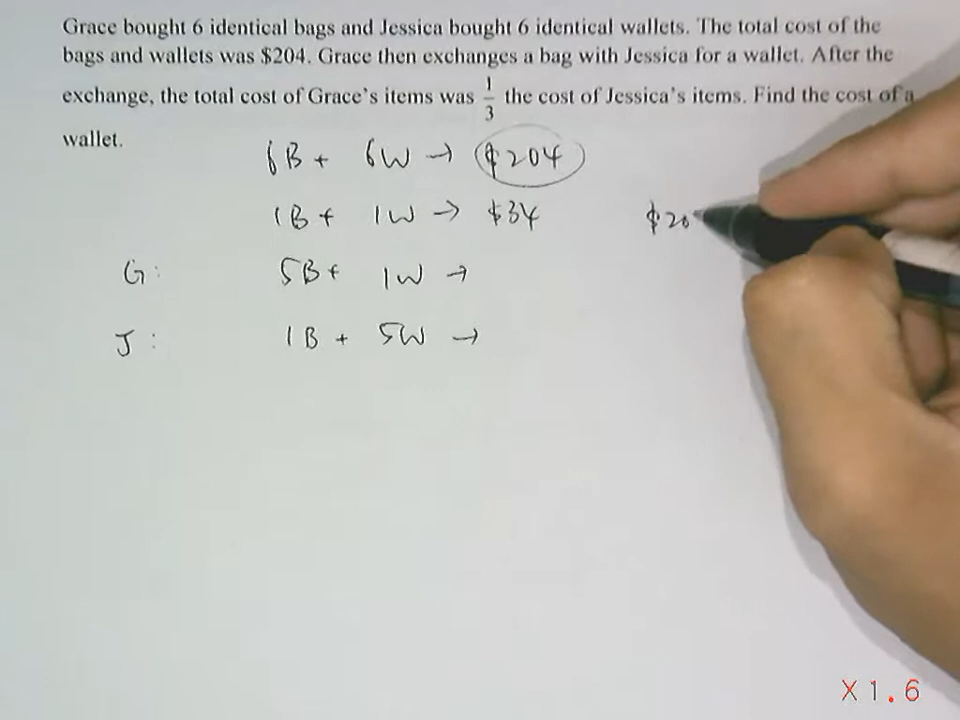 Grace bought 6 identical bags and Jessica bought 6 identical wallets. The total cost of the
bags and wallets was $204. Grace then exchanges a bag with Jessica for a wallet. After the
exchange, the total cost of Grace's items was 1/3 the cost of Jessica's items. Find the cost of a
wallet.
6B + 6W → $204
1B + 1W → $34 $20
G: 5B + 1W →
J: 1B + 5W →
X1.6